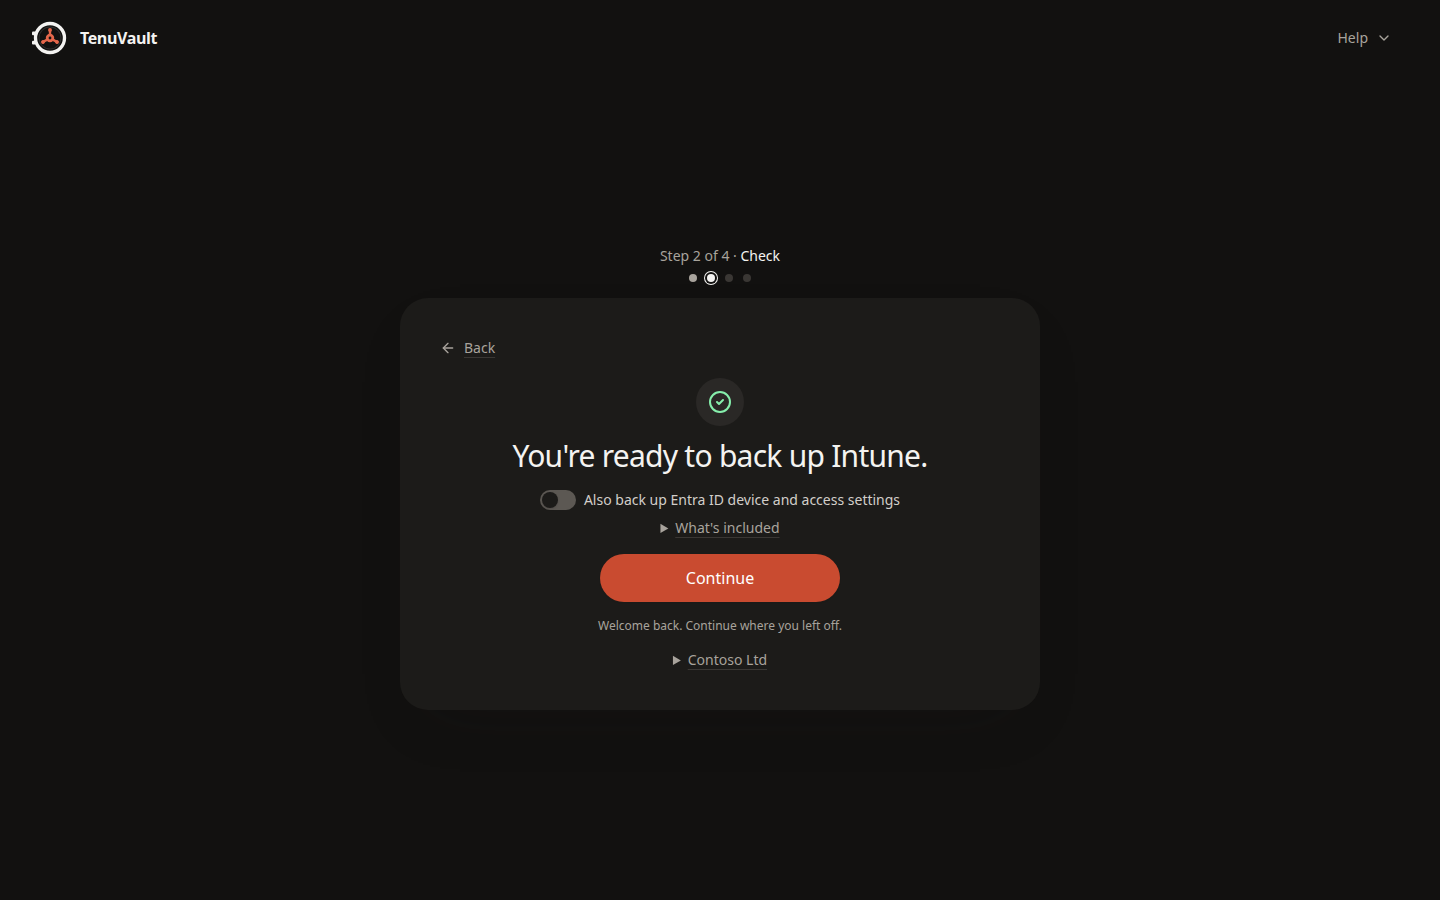 TenuVault
Help
Step 2 of 4 · Check
Back
You're ready to back up Intune.
Also back up Entra ID device and access settings
What's included
Continue
Welcome back. Continue where you left off.
Contoso Ltd